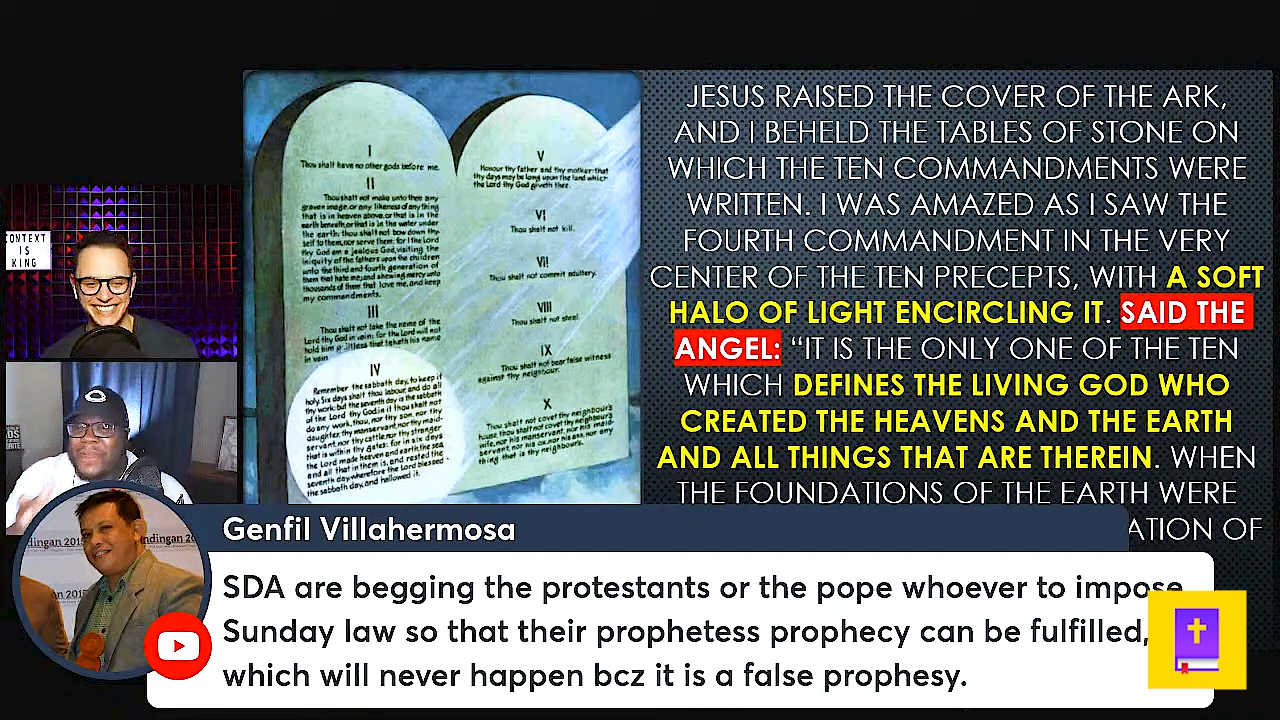 CONTEXT
IS
KING
I
Thou shalt have no other gods before me.
II
Thou shalt not make unto thee any
graven image, or any likeness of any thing
that is in heaven above, or that is in the
earth beneath, or that is in the water under
the earth: thou shalt not bow down thy
self to them, nor serve them: for I the Lord
thy God am a jealous God, visiting the
iniquity of the fathers upon the children
unto the third and fourth generation of
them that hate me; and shewing mercy unto
thousands of them that love me, and keep
my commandments.
III
Thou shalt not take the name of the
Lord thy God in vain: for the Lord will not
hold him guiltless that taketh his name
in vain
IV
Remember the sabbath day, to keep it
holy. Six days shalt thou labour, and do all
thy work: but the seventh day is the sabbath
of the Lord thy God: in it thou shalt not
do any work, thou, nor thy son, nor thy
daughter, thy manservant, nor thy maid-
servant, nor thy cattle, nor thy stranger
that is within thy gates: for in six days
the Lord made heaven and earth, the sea
and all that in them is, and rested the
seventh day, wherefore the Lord blessed
the sabbath day, and hallowed it.
V
Honour thy father and thy mother: that
thy days may be long upon the land which
the Lord thy God giveth thee.
VI
Thou shalt not kill.
VII
Thou shalt not commit adultery.
VIII
Thou shalt not steal.
IX
Thou shalt not bear false witness
against thy neighbour.
X
Thou shalt not covet thy neighbour's
house, thou shalt not covet thy neighbour's
wife, nor his manservant, nor his maid-
servant, nor his ox, nor his ass, nor any
thing that is thy neighbour's.
JESUS RAISED THE COVER OF THE ARK,
AND I BEHELD THE TABLES OF STONE ON
WHICH THE TEN COMMANDMENTS WERE
WRITTEN. I WAS AMAZED AS I SAW THE
FOURTH COMMANDMENT IN THE VERY
CENTER OF THE TEN PRECEPTS, WITH A SOFT
HALO OF LIGHT ENCIRCLING IT. SAID THE
ANGEL: “IT IS THE ONLY ONE OF THE TEN
WHICH DEFINES THE LIVING GOD WHO
CREATED THE HEAVENS AND THE EARTH
AND ALL THINGS THAT ARE THEREIN. WHEN
THE FOUNDATIONS OF THE EARTH WERE
ATION OF
ndingan 2015
Genfil Villahermosa
SDA are begging the protestants or the pope whoever to impose
Sunday law so that their prophetess prophecy can be fulfilled,
which will never happen bcz it is a false prophesy.